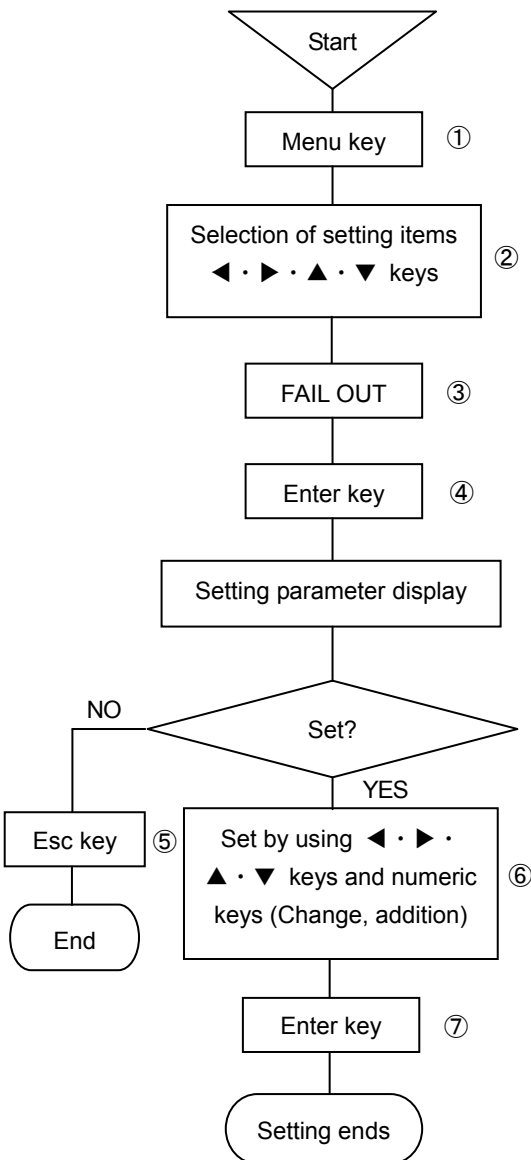 Start
Menu key ①
Selection of setting items
◀・▶・▲・▼ keys
②
FAIL OUT ③
Enter key ④
Setting parameter display
NO
Set?
YES
Esc key ⑤
Set by using ◀・▶・
▲・▼ keys and numeric
keys (Change, addition)
⑥
End
Enter key ⑦
Setting ends